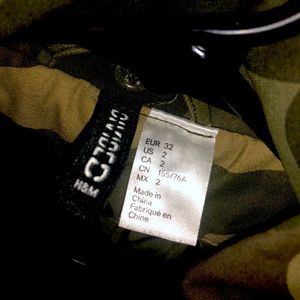 DIVIDED
H&M
EUR 32
US 2
CA 2
CN 155/76A
MX 2
Made in
China
Fabriqué en
Chine